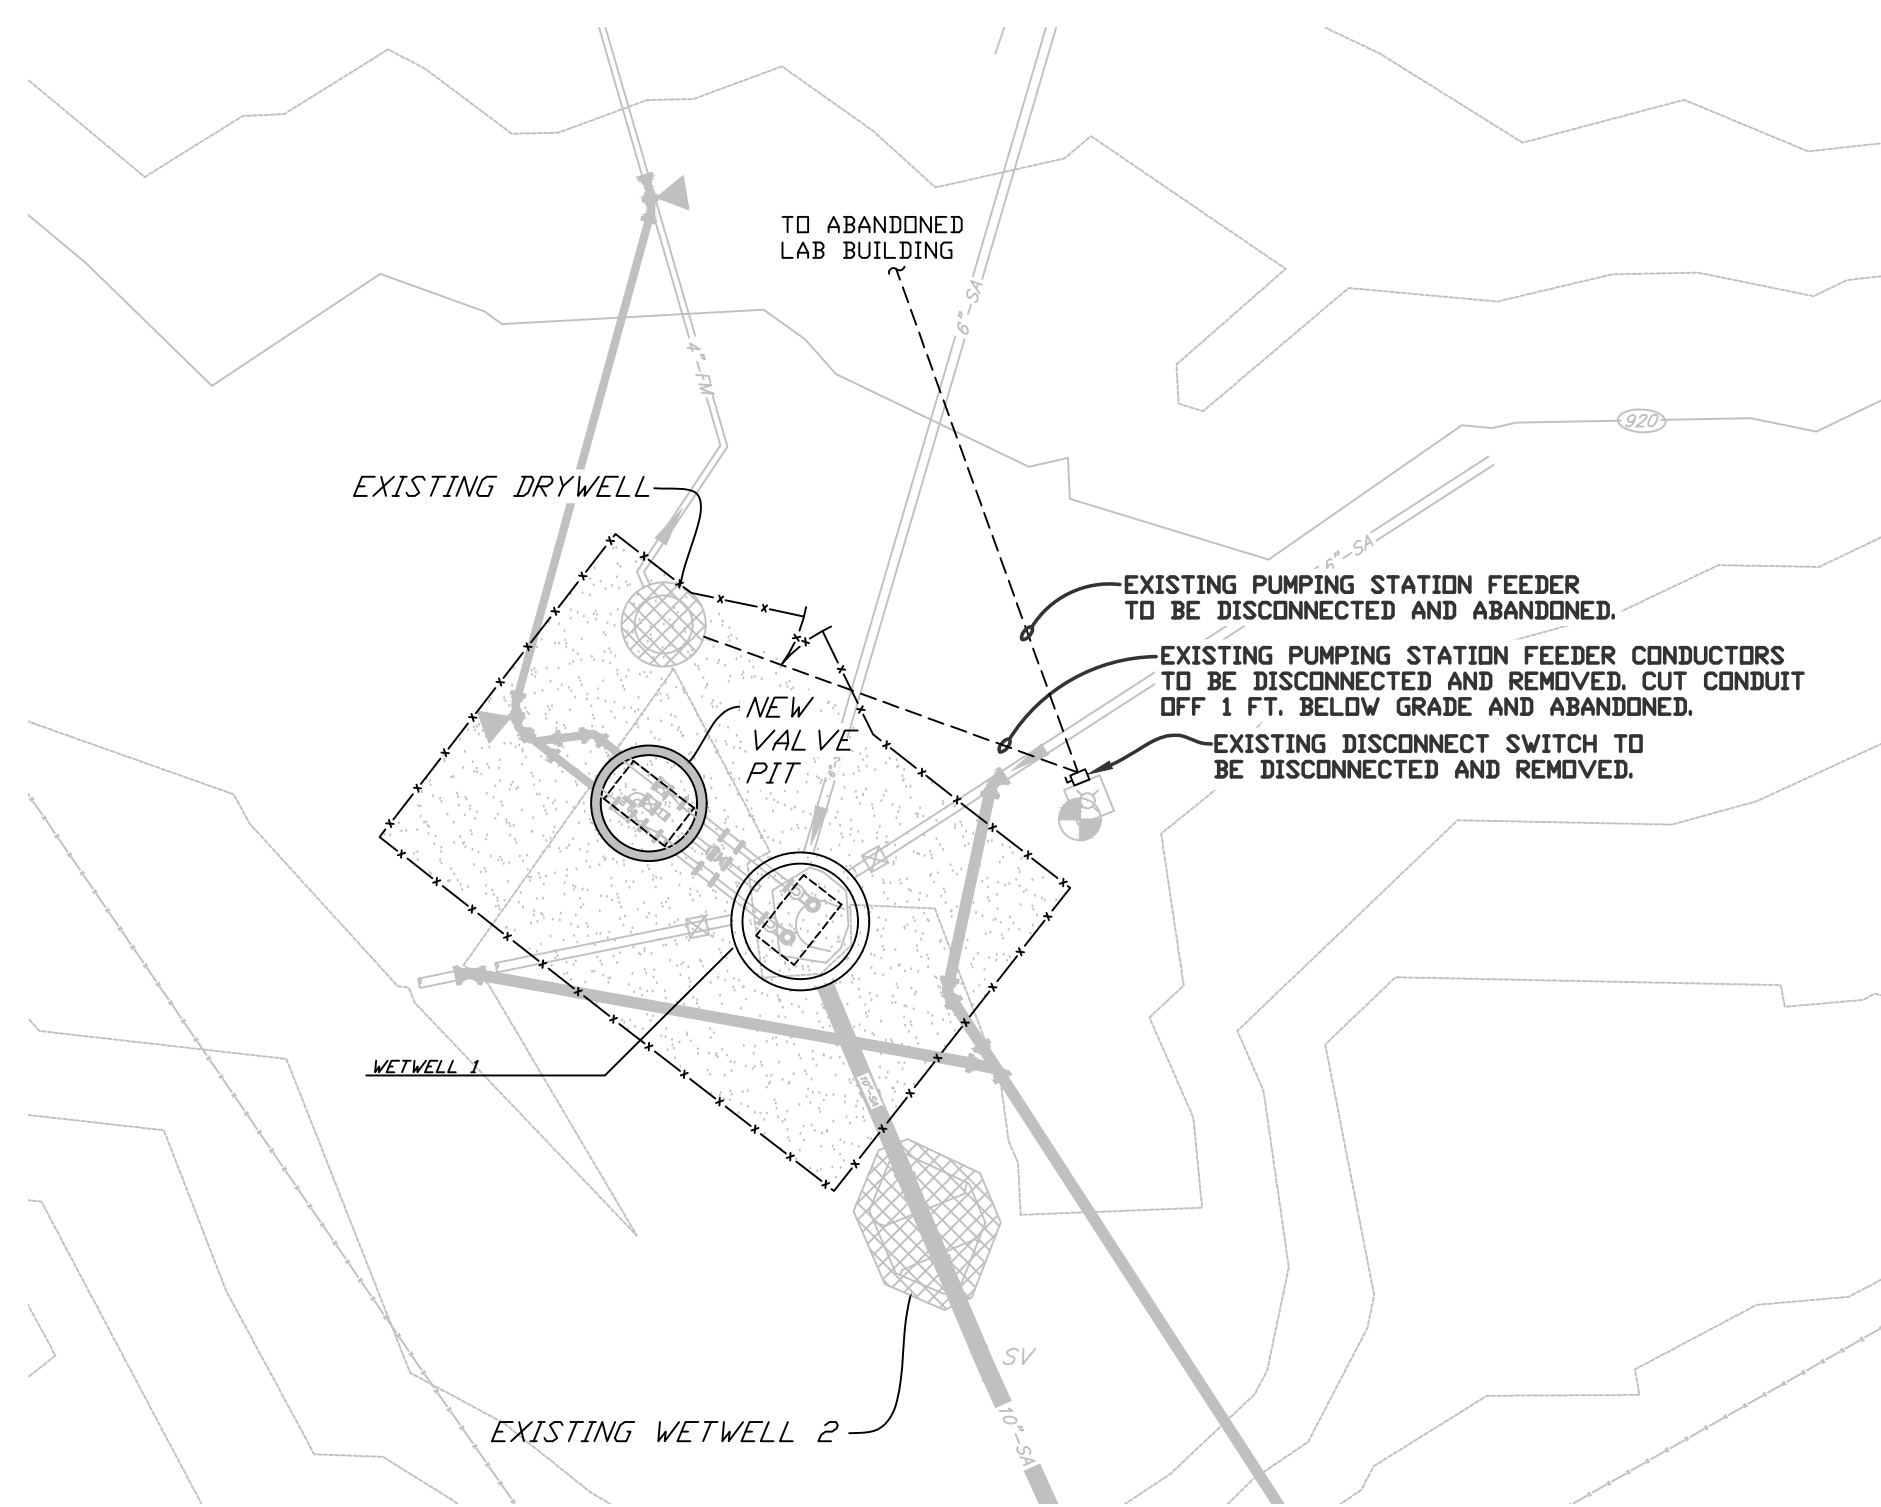 TO ABANDONED
LAB BUILDING
6"-SA
4"-FM
920
EXISTING DRYWELL
6"-SA
EXISTING PUMPING STATION FEEDER
TO BE DISCONNECTED AND ABANDONED.
EXISTING PUMPING STATION FEEDER CONDUCTORS
TO BE DISCONNECTED AND REMOVED. CUT CONDUIT
OFF 1 FT. BELOW GRADE AND ABANDONED.
EXISTING DISCONNECT SWITCH TO
BE DISCONNECTED AND REMOVED.
NEW
VALVE
PIT
WETWELL 1
10"-SA
SV
10"-SA
EXISTING WETWELL 2